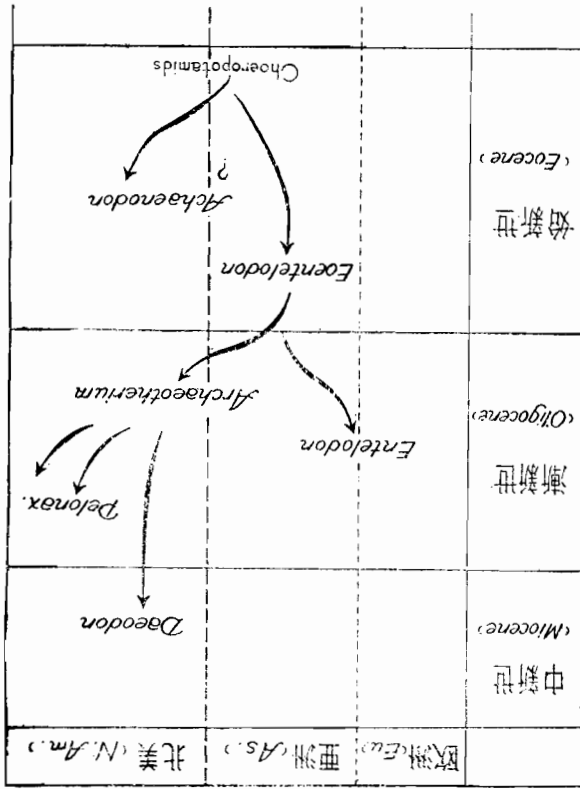 欧洲(Eu)
亚洲(As.)
北美(N. Am.)
中新世
(Miocene)
Daeodon
漸新世
(Oligocene)
Entelodon
Pelonax.
Archaeotherium
始新世
(Eocene)
Eoentelodon
Achaenodon
?
Choeropotamids